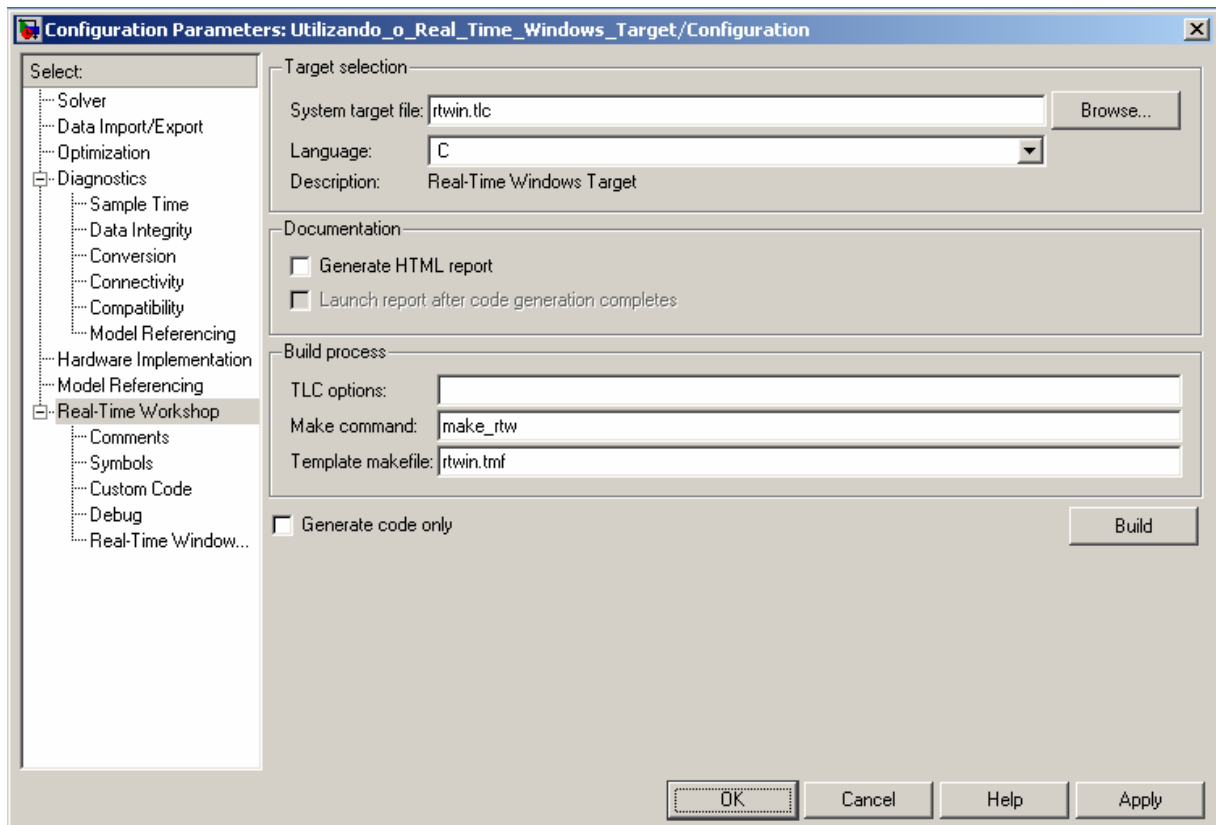 Configuration Parameters: Utilizando_o_Real_Time_Windows_Target/Configuration
Select:
Solver
Data Import/Export
Optimization
Diagnostics
Sample Time
Data Integrity
Conversion
Connectivity
Compatibility
Model Referencing
Hardware Implementation
Model Referencing
Real-Time Workshop
Comments
Symbols
Custom Code
Debug
Real-Time Window...
Target selection
System target file: rtwin.tlc Browse...
Language: C
Description: Real-Time Windows Target
Documentation
Generate HTML report
Launch report after code generation completes
Build process
TLC options:
Make command: make_rtw
Template makefile: rtwin.tmf
Generate code only Build
OK Cancel Help Apply